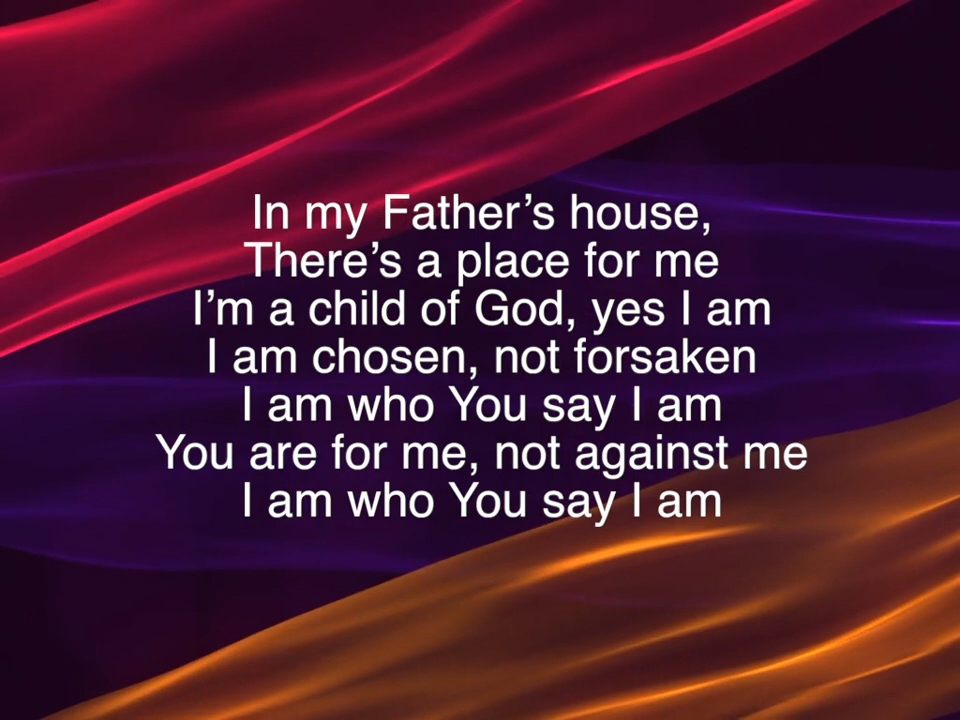 In my Father’s house,
There’s a place for me
I’m a child of God, yes I am
I am chosen, not forsaken
I am who You say I am
You are for me, not against me
I am who You say I am